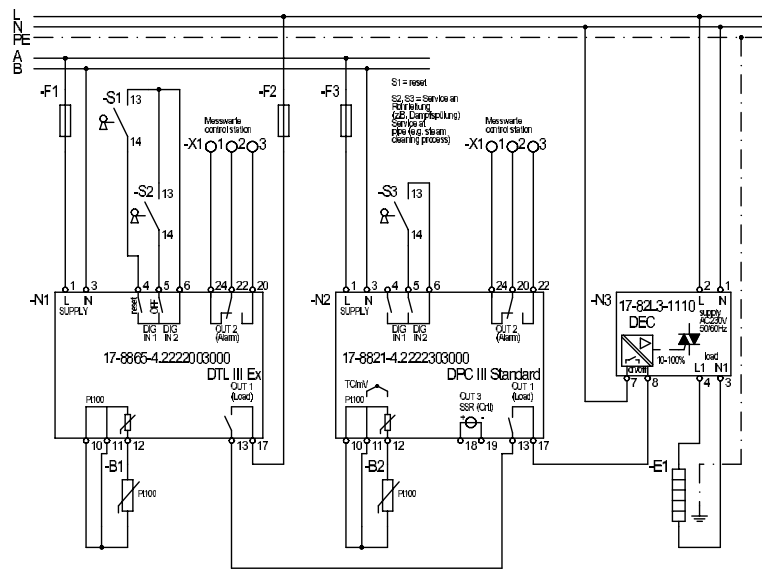 L
N
PE
A
B
-F1
-S1
13
14
-S2
13
14
Messwarte
control station
-X1 1 2 3
-F2
-F3
S1 = reset
S2, S3 = Service an
Rohrleitung
(z.B. Dampfspülung)
Service at
pipe (e.g. steam
cleaning process)
-S3
13
14
Messwarte
control station
-X1 1 2 3
-N1
1 3 4 5 6 24 22 20
L IN
SUPPLY
reset
OFF
DIG
IN 1
DIG
IN 2
OUT 2
(Alarm)
17-8865-4.2222003000
DTL III Ex
Pt100
OUT 1
(Load)
10 11 12 13 17
-B1
Pt100
-N2
1 3 4 5 6 24 20 22
L IN
SUPPLY
DIG
IN 1
DIG
IN 2
OUT 2
(Alarm)
17-8821-4.2222303000
TC/mV
DPC III Standard
Pt100
OUT 3
SSR (Ctrl)
+ -
OUT 1
(Load)
10 11 12 18 19 13 17
-B2
Pt100
-N3
2 1
L N
17-82L3-1110
DEC
supply
AC230V
50/60Hz
10-100%
load
L1 IN1
7 8 4 3
-E1